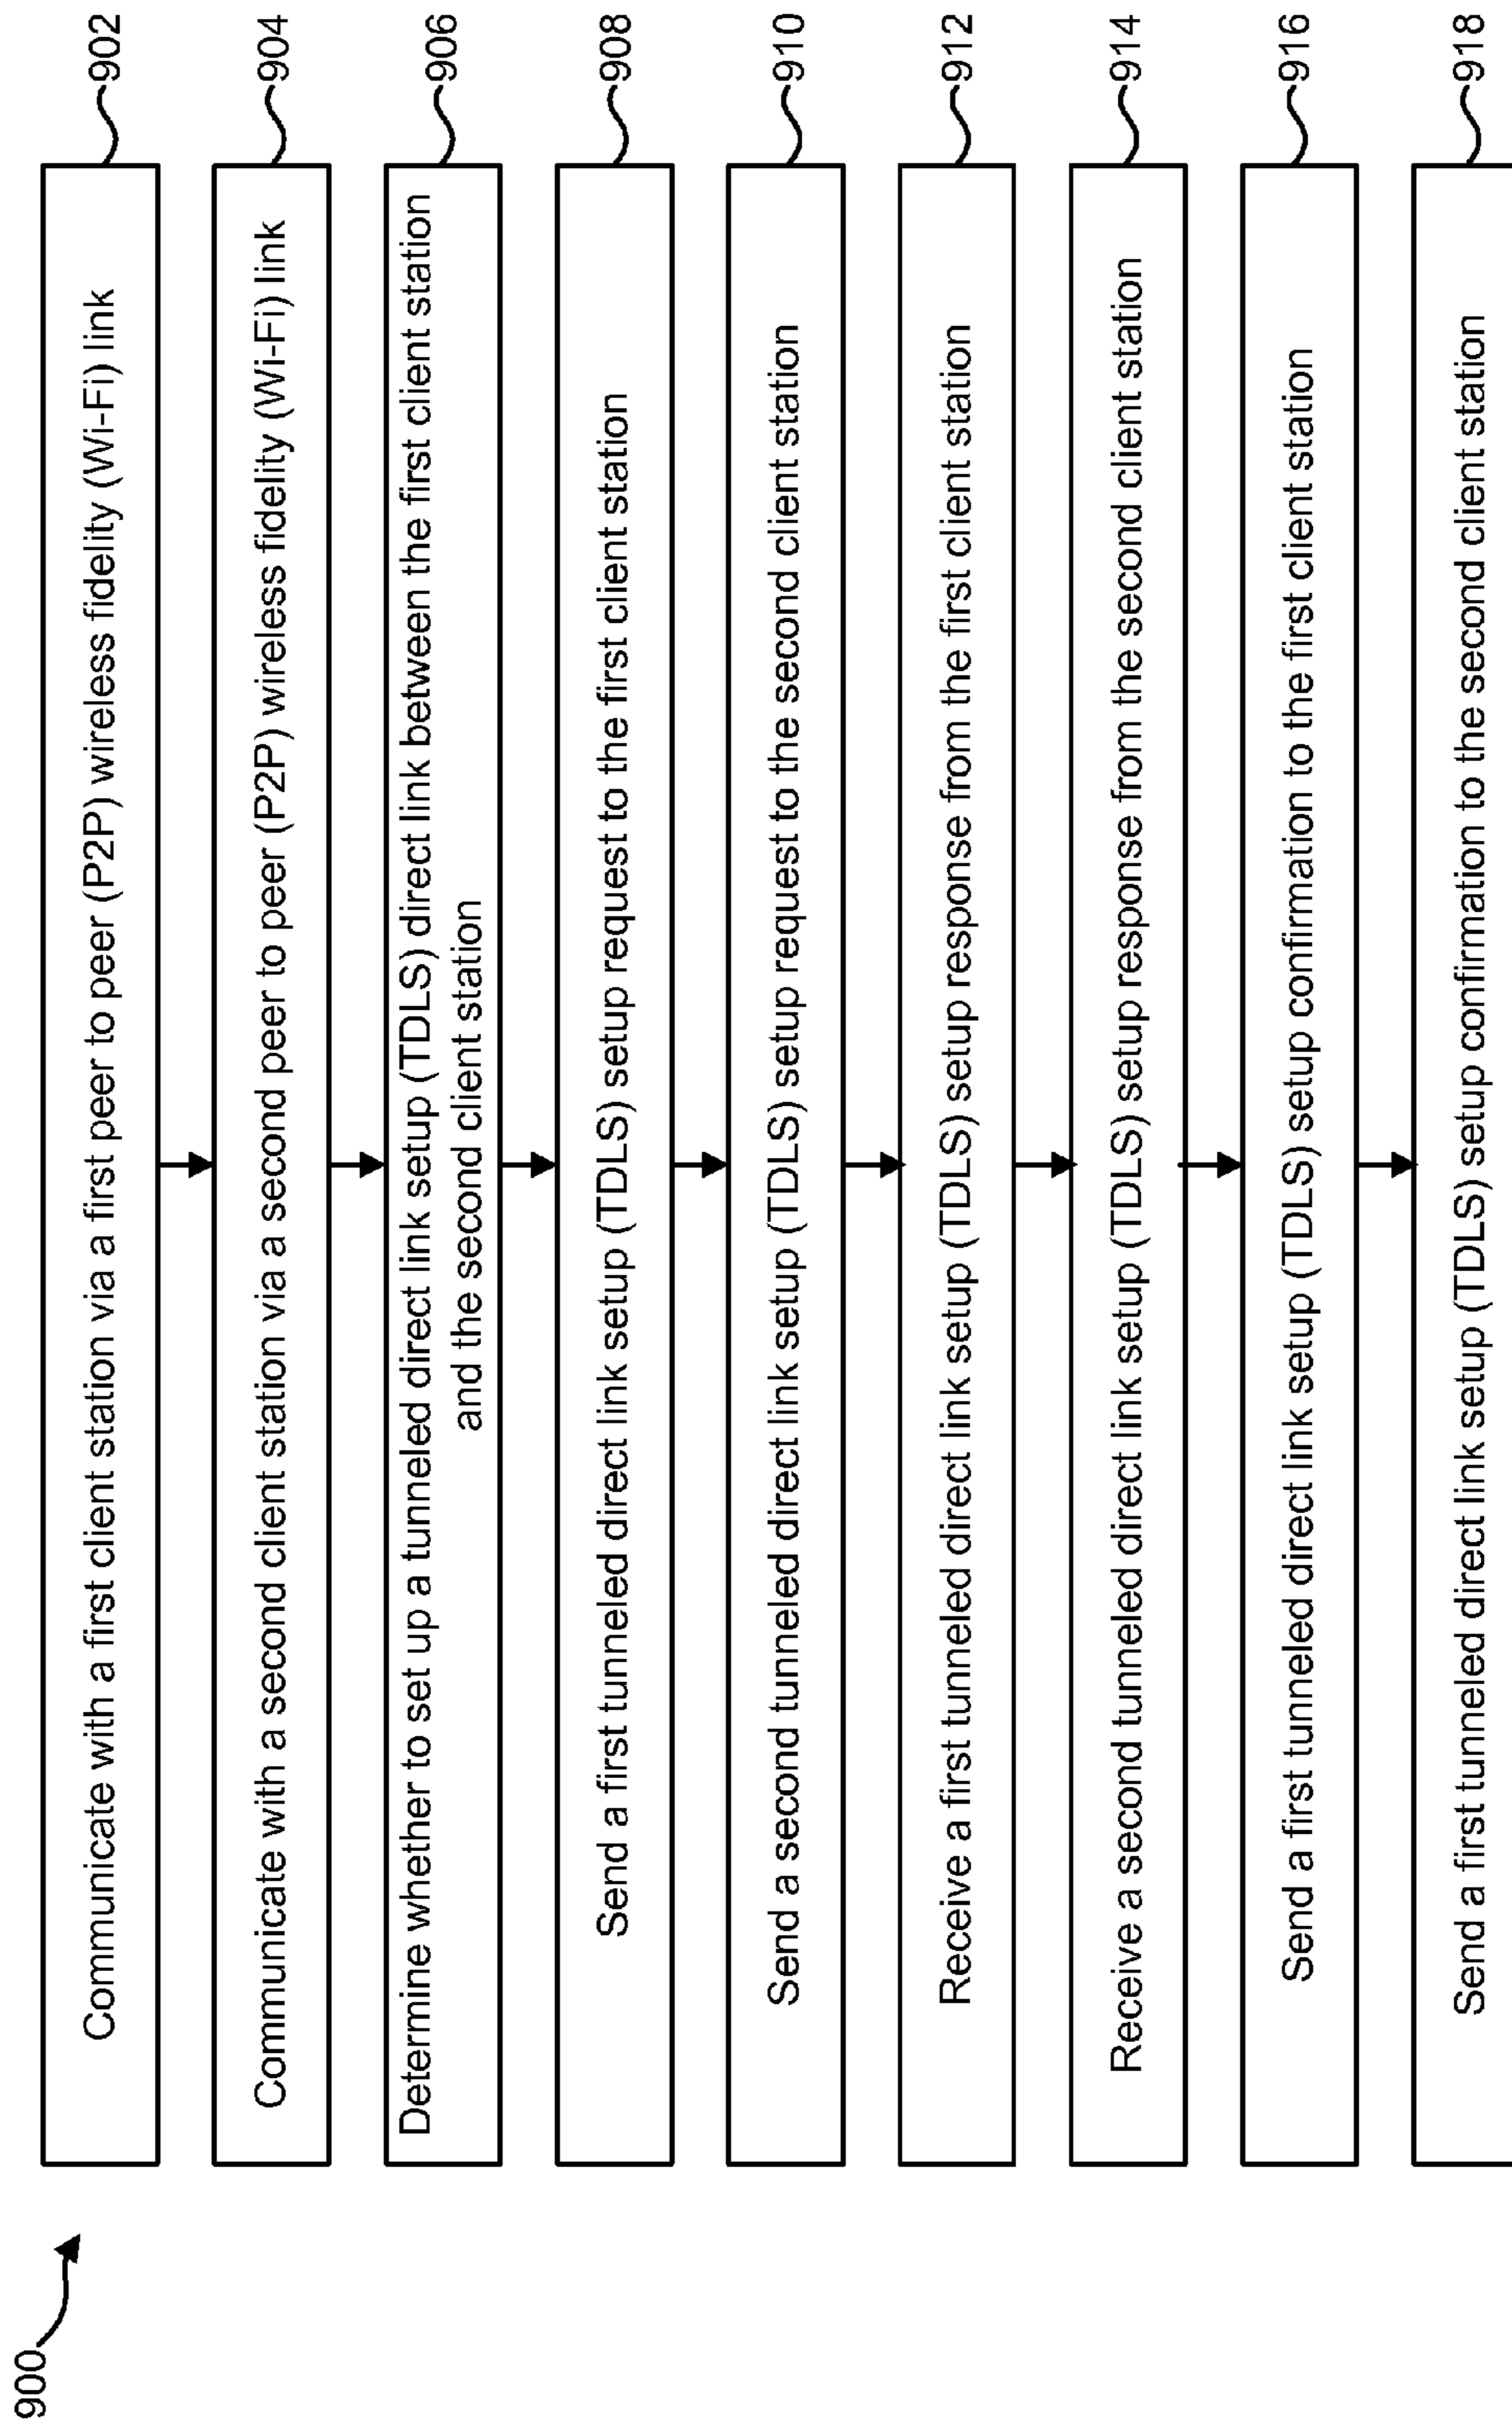 900
Communicate with a first client station via a first peer to peer (P2P) wireless fidelity (Wi-Fi) link
902
Communicate with a second client station via a second peer to peer (P2P) wireless fidelity (Wi-Fi) link
904
Determine whether to set up a tunneled direct link setup (TDLS) direct link between the first client station
and the second client station
906
Send a first tunneled direct link setup (TDLS) setup request to the first client station
908
Send a second tunneled direct link setup (TDLS) setup request to the second client station
910
Receive a first tunneled direct link setup (TDLS) setup response from the first client station
912
Receive a second tunneled direct link setup (TDLS) setup response from the second client station
914
Send a first tunneled direct link setup (TDLS) setup confirmation to the first client station
916
Send a first tunneled direct link setup (TDLS) setup confirmation to the second client station
918